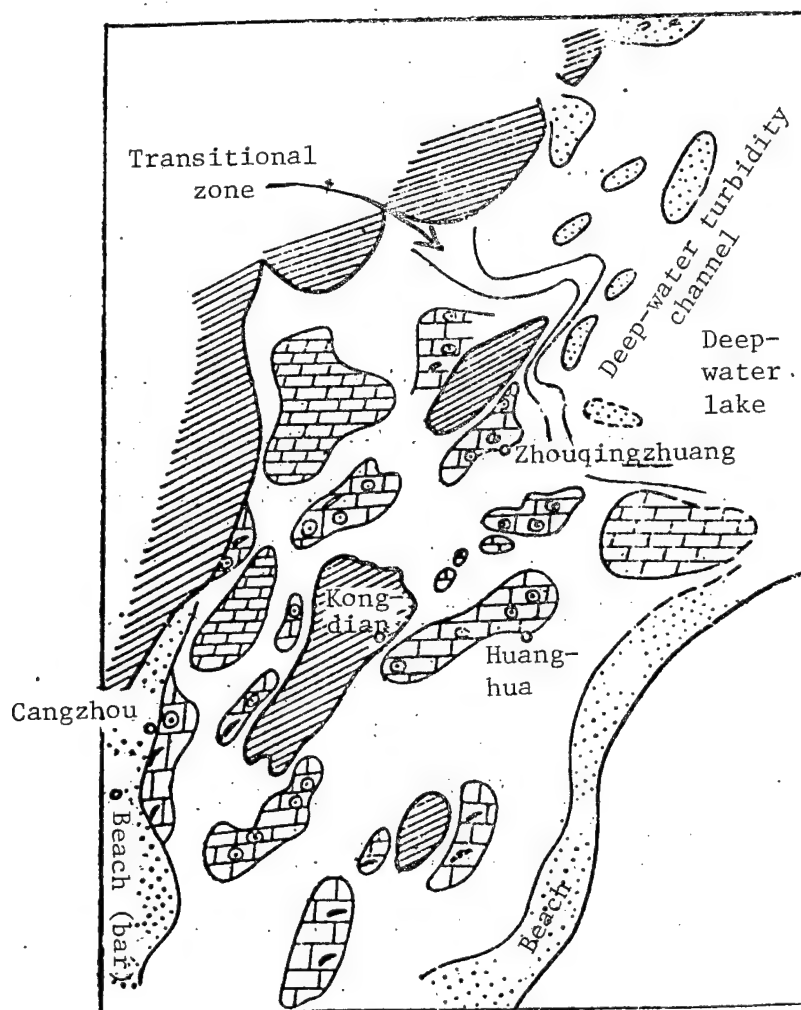 Transitional
zone
Deep-water turbidity
channel
Deep-
water
lake
Zhouqingzhuang
Kong-
dian
Huang-
hua
Cangzhou
Beach (bar)
Beach